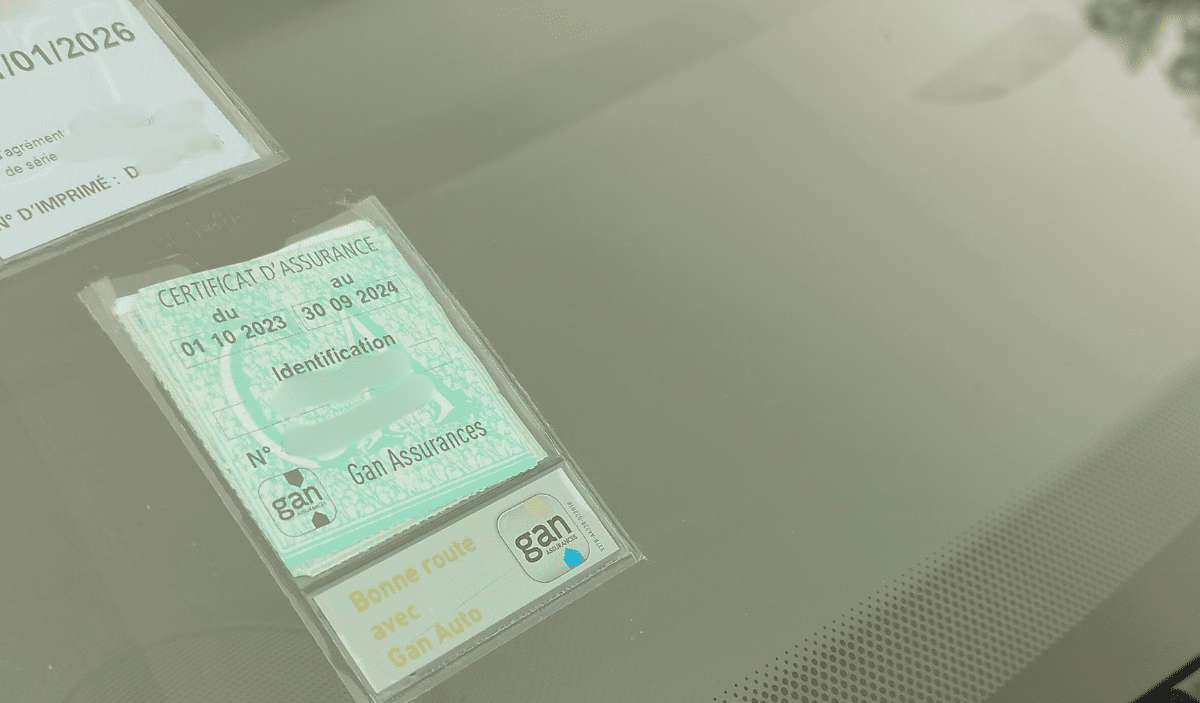 /01/2026
d'agrément
de série
N° D'IMPRIMÉ : D
CERTIFICAT D'ASSURANCE
du au
01 10 2023 30 09 2024
Identification
N°
Gan Assurances
gan
ASSURANCES
Bonne route
avec
Gan Auto
gan
ASSURANCES